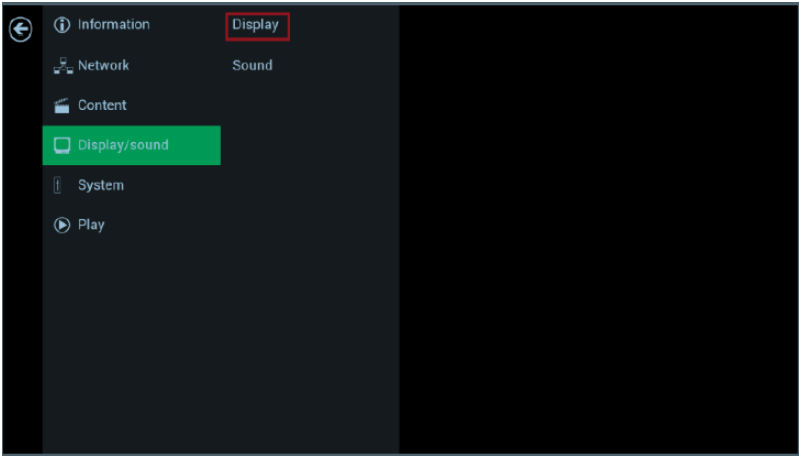 Information
Network
Content
Display/sound
System
Play
Display
Sound